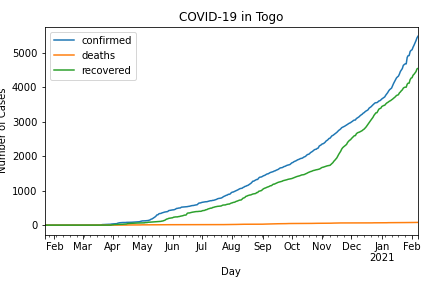 COVID-19 in Togo
confirmed
deaths
recovered
5000
4000
3000
2000
1000
0
Number of Cases
Feb Mar Apr May Jun Jul Aug Sep Oct Nov Dec Jan Feb
2021
Day